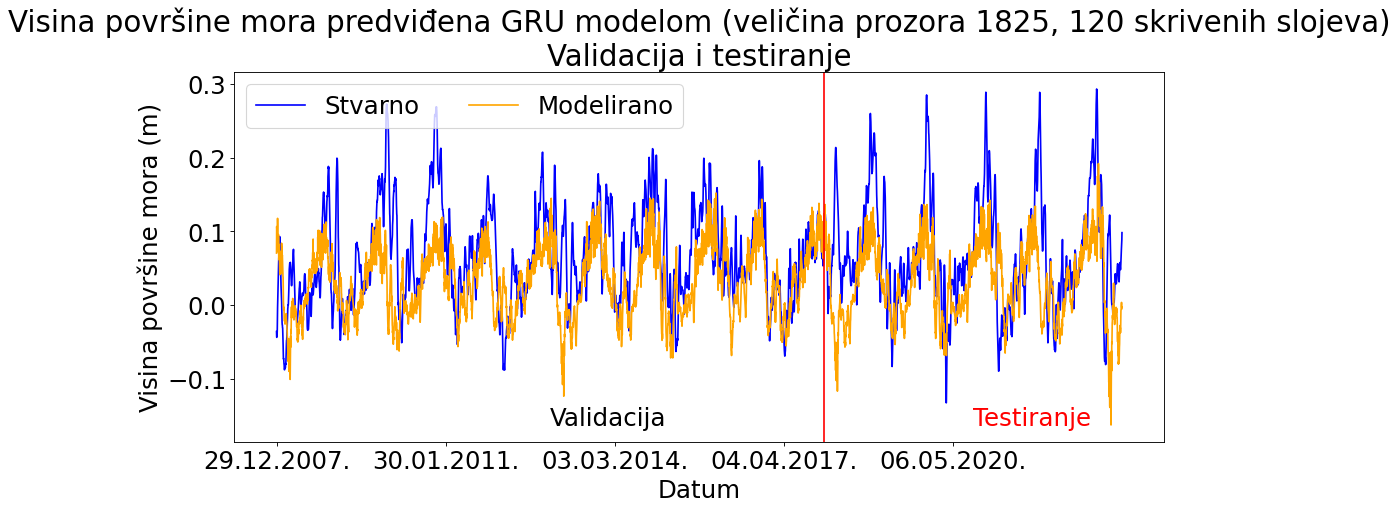 Visina površine mora predviđena GRU modelom (veličina prozora 1825, 120 skrivenih slojeva)
Validacija i testiranje
Stvarno Modelirano
Visina površine mora (m)
0.3
0.2
0.1
0.0
−0.1
Validacija
Testiranje
29.12.2007. 30.01.2011. 03.03.2014. 04.04.2017. 06.05.2020.
Datum